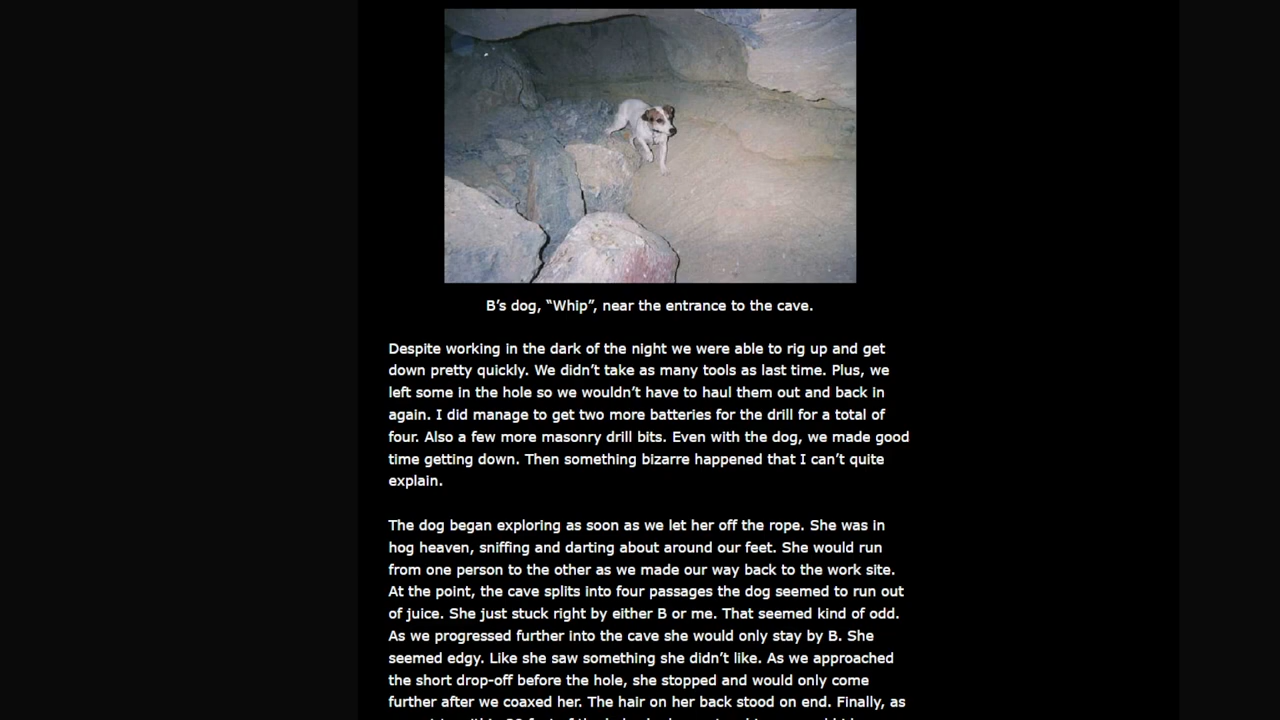 B’s dog, “Whip”, near the entrance to the cave.
Despite working in the dark of the night we were able to rig up and get
down pretty quickly. We didn’t take as many tools as last time. Plus, we
left some in the hole so we wouldn’t have to haul them out and back in
again. I did manage to get two more batteries for the drill for a total of
four. Also a few more masonry drill bits. Even with the dog, we made good
time getting down. Then something bizarre happened that I can’t quite
explain.
The dog began exploring as soon as we let her off the rope. She was in
hog heaven, sniffing and darting about around our feet. She would run
from one person to the other as we made our way back to the work site.
At the point, the cave splits into four passages the dog seemed to run out
of juice. She just stuck right by either B or me. That seemed kind of odd.
As we progressed further into the cave she would only stay by B. She
seemed edgy. Like she saw something she didn’t like. As we approached
the short drop-off before the hole, she stopped and would only come
further after we coaxed her. The hair on her back stood on end. Finally, as